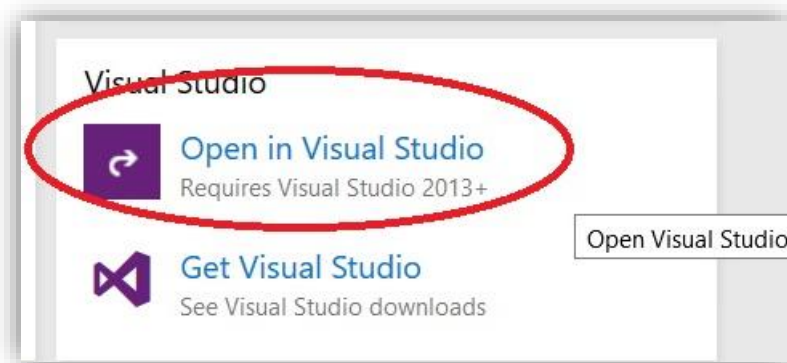 Visual Studio
Open in Visual Studio
Requires Visual Studio 2013+
Open Visual Studio
Get Visual Studio
See Visual Studio downloads